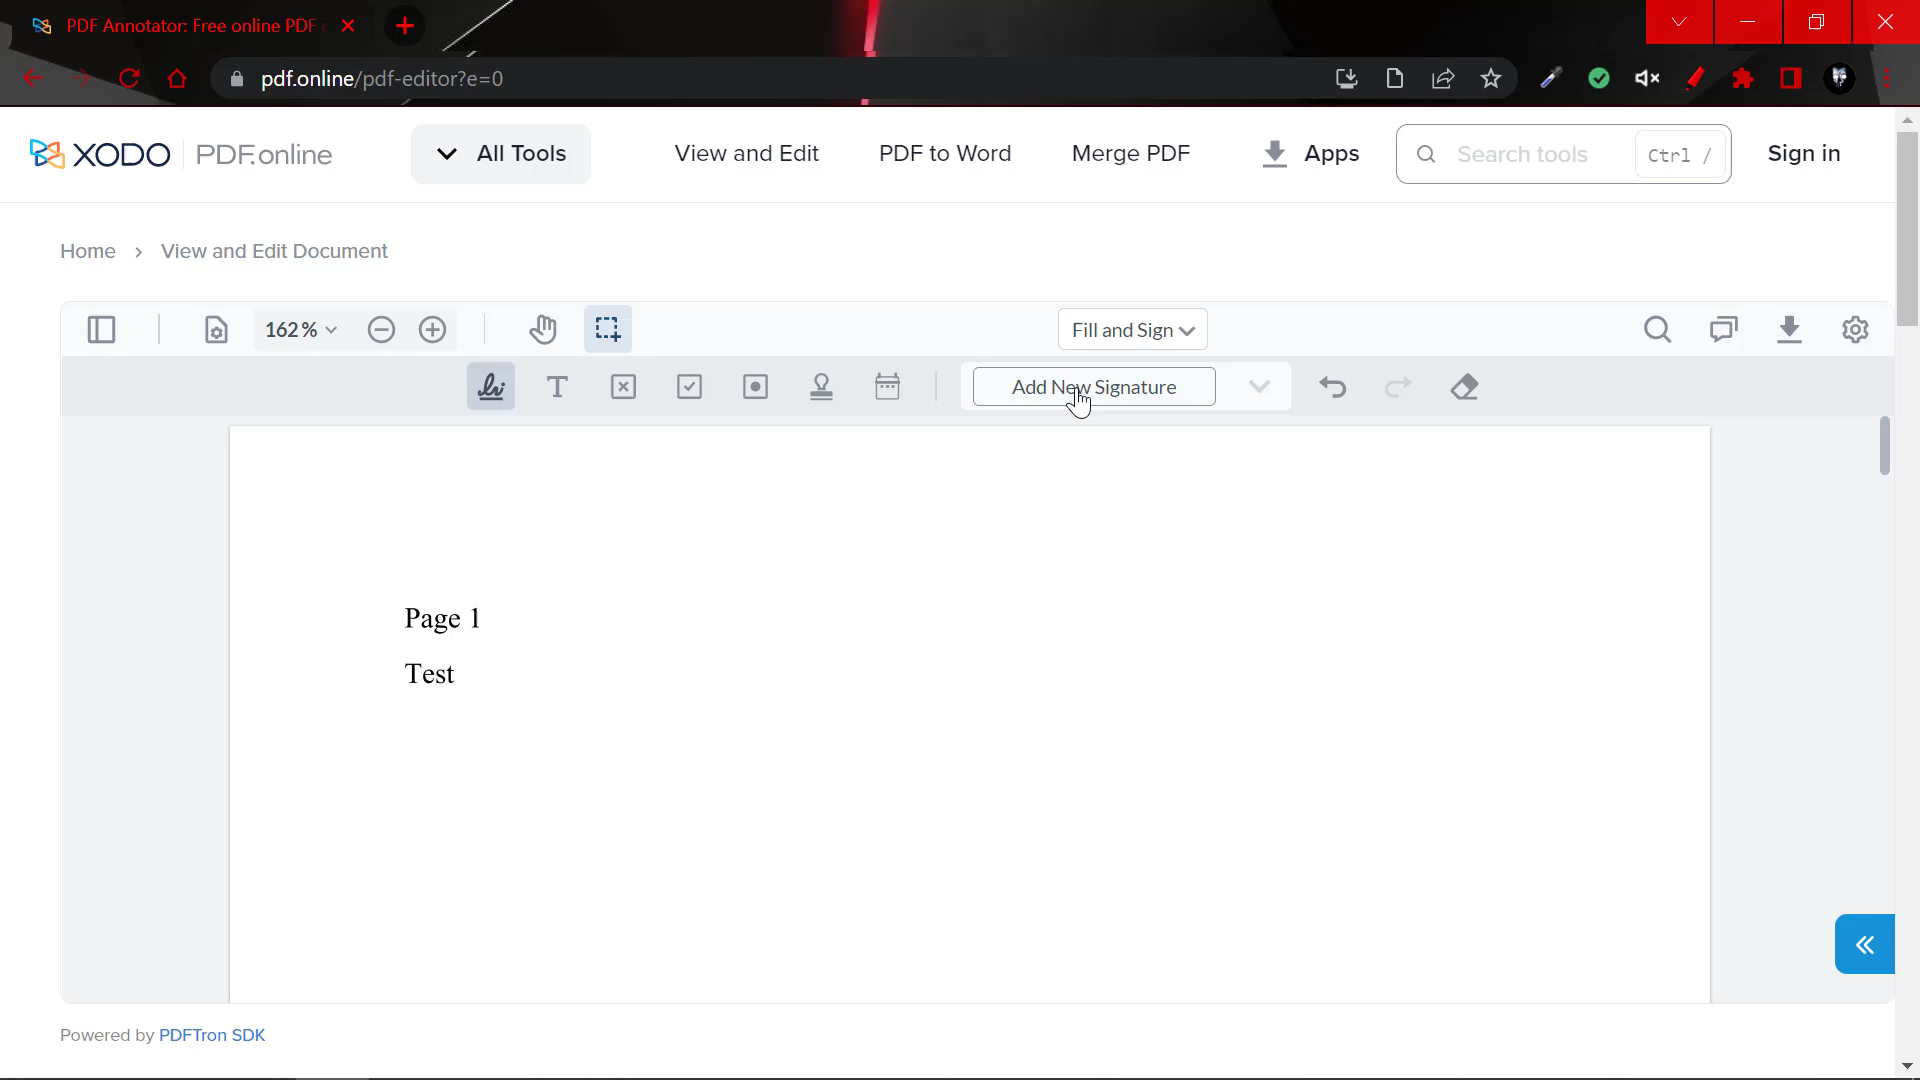 PDF Annotator: Free online PDF
pdf.online/pdf-editor?e=0
XODO PDF.online
All Tools
View and Edit
PDF to Word
Merge PDF
Apps
Search tools
Ctrl /
Sign in
Home > View and Edit Document
162%
Fill and Sign
Add New Signature
Page 1
Test
Powered by PDFTron SDK